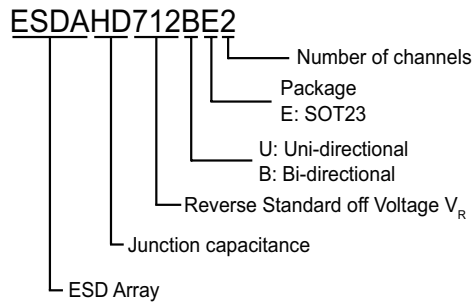 ESDAHD712BE2
Number of channels
Package
E: SOT23
U: Uni-directional
B: Bi-directional
Reverse Standard off Voltage VR
Junction capacitance
ESD Array